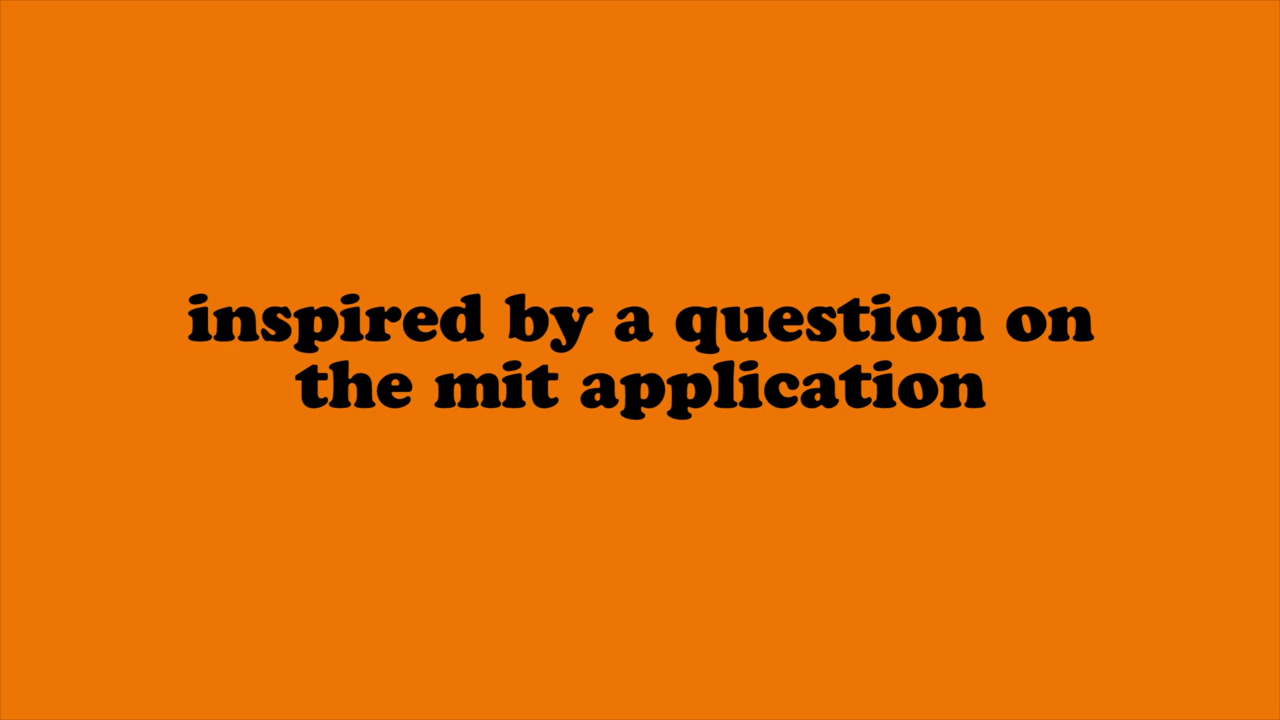 inspired by a question on
the mit application